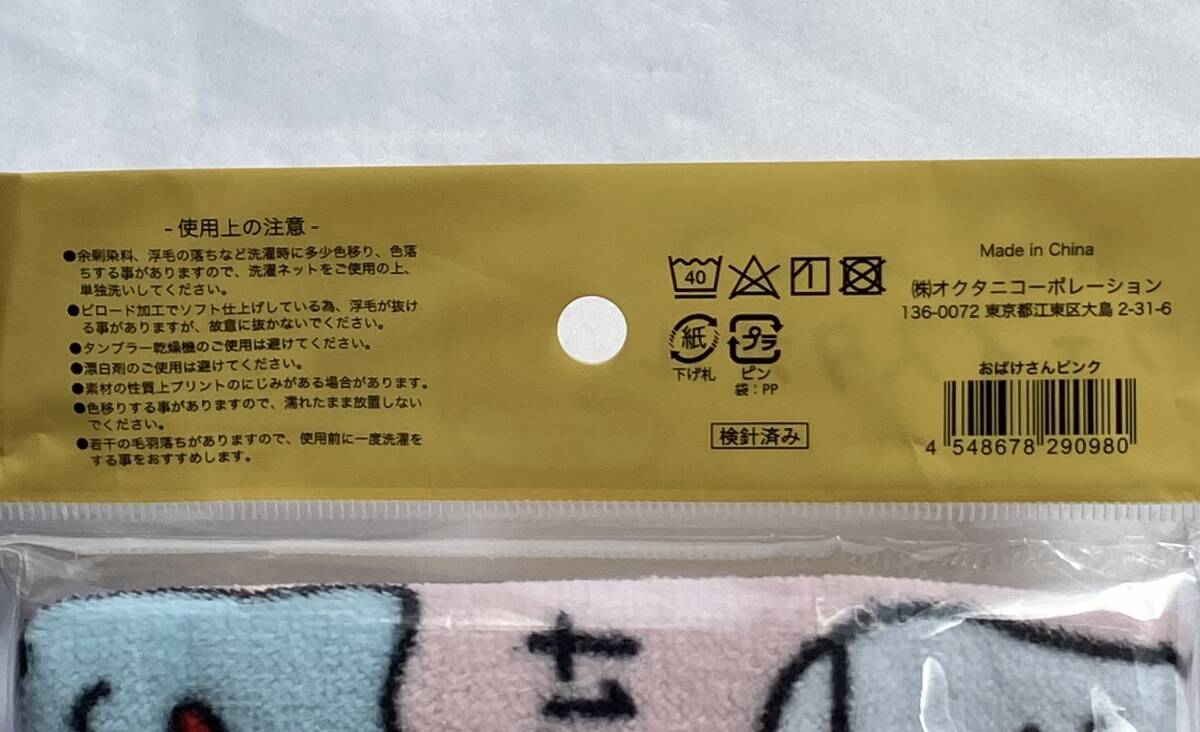 -使用上の注意-
●余剰染料、浮毛の落ちなど洗濯時に多少色移り、色落
ちする事がありますので、洗濯ネットをご使用の上、
単独洗いしてください。
●ビロード加工でソフト仕上げしている為、浮毛が抜け
る事がありますが、故意に抜かないでください。
●タンブラー乾燥機のご使用は避けてください。
●漂白剤のご使用は避けてください。
●素材の性質上プリントのにじみがある場合があります。
●色移りする事がありますので、濡れたまま放置しない
でください。
●若干の毛羽落ちがありますので、使用前に一度洗濯を
する事をおすすめします。
40
紙
下げ札
プラ
ピン
袋：PP
検針済み
Made in China
㈱オクタニコーポレーション
136-0072 東京都江東区大島 2-31-6
おばけさんピンク
4 548678 290980